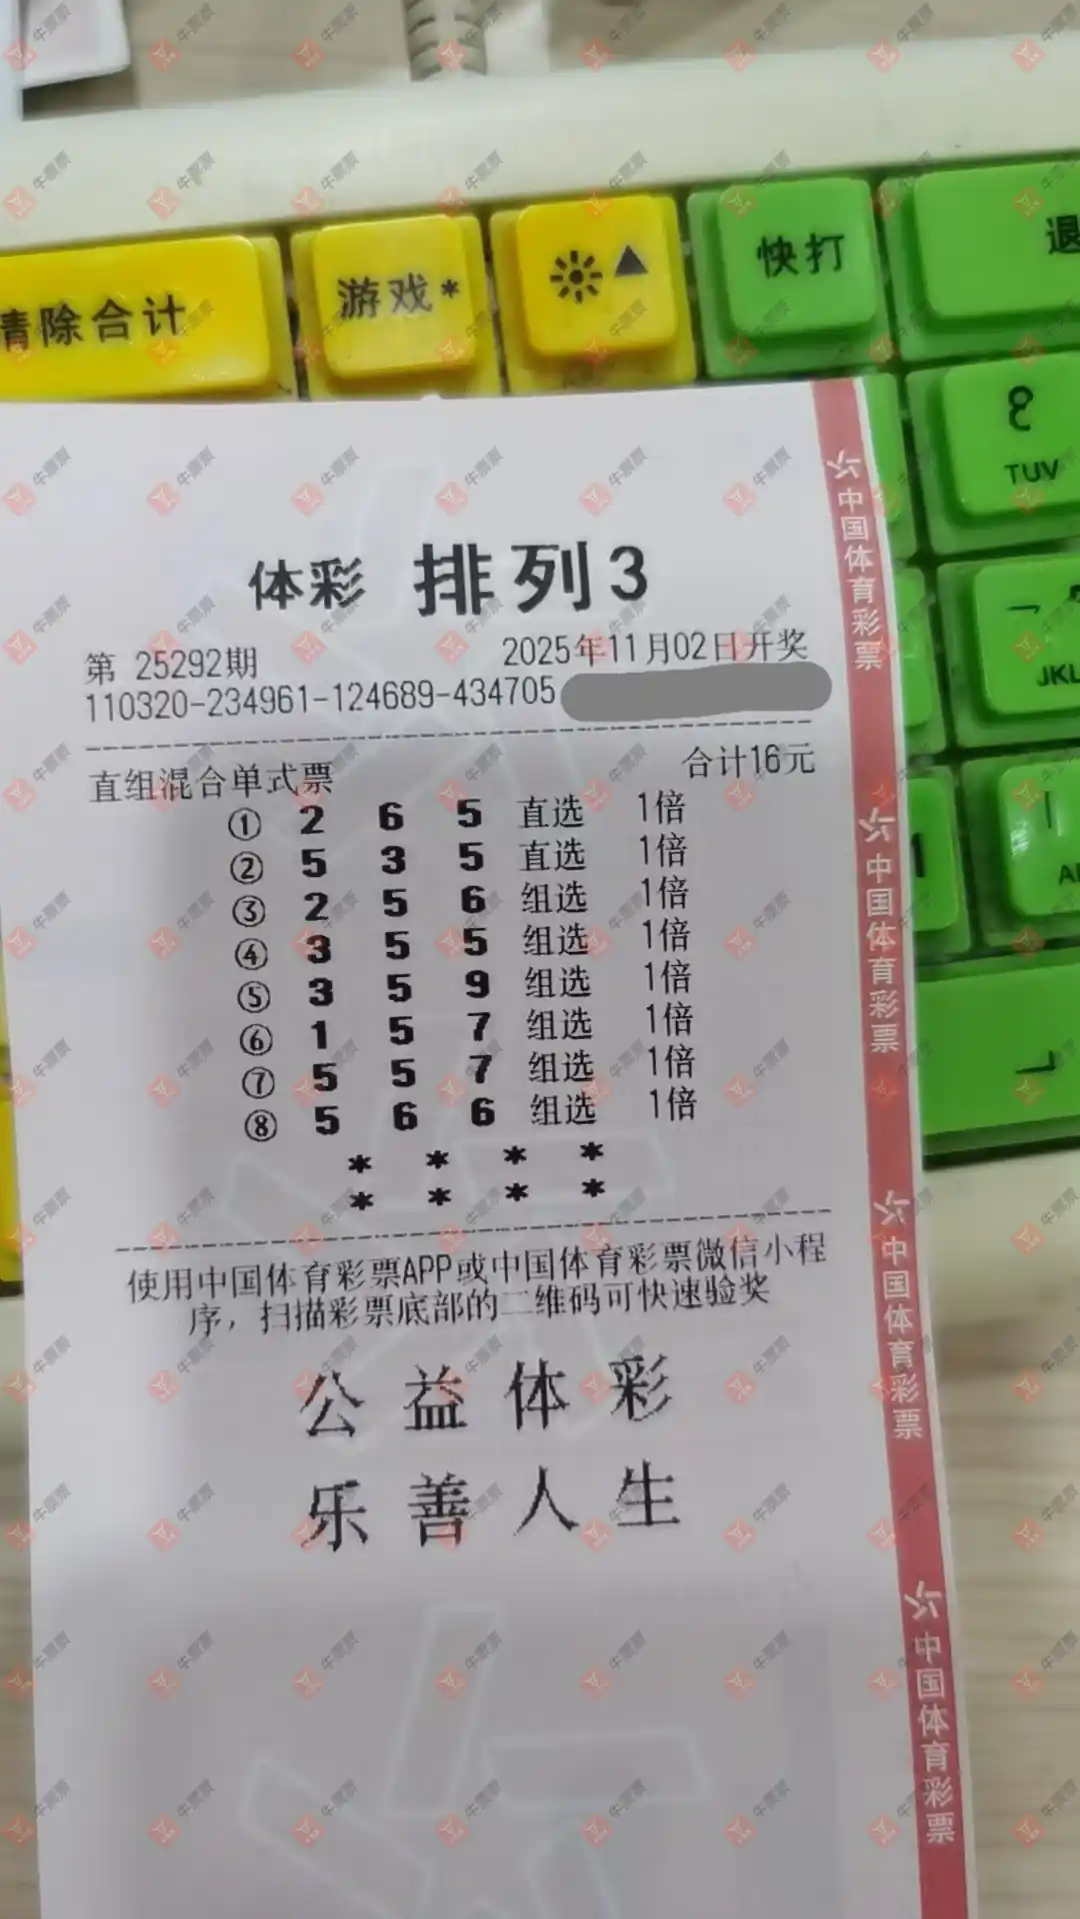 清除合计
游戏*
▲
快打
退
8
TUV
JKL
体彩 排列3
第 25292期 2025年11月02日开奖
110320-234961-124689-434705
直组混合单式票 合计16元
① 2 6 5 直选 1倍
② 5 3 5 直选 1倍
③ 2 5 6 组选 1倍
④ 3 5 5 组选 1倍
⑤ 3 5 9 组选 1倍
⑥ 1 5 7 组选 1倍
⑦ 5 5 7 组选 1倍
⑧ 5 6 6 组选 1倍
* * * *
* * * *
使用中国体育彩票APP或中国体育彩票微信小程
序，扫描彩票底部的二维码可快速验奖
公益体彩
乐善人生
中国体育彩票
中国体育彩票
中国体育彩票
中国体育彩票
牛票票